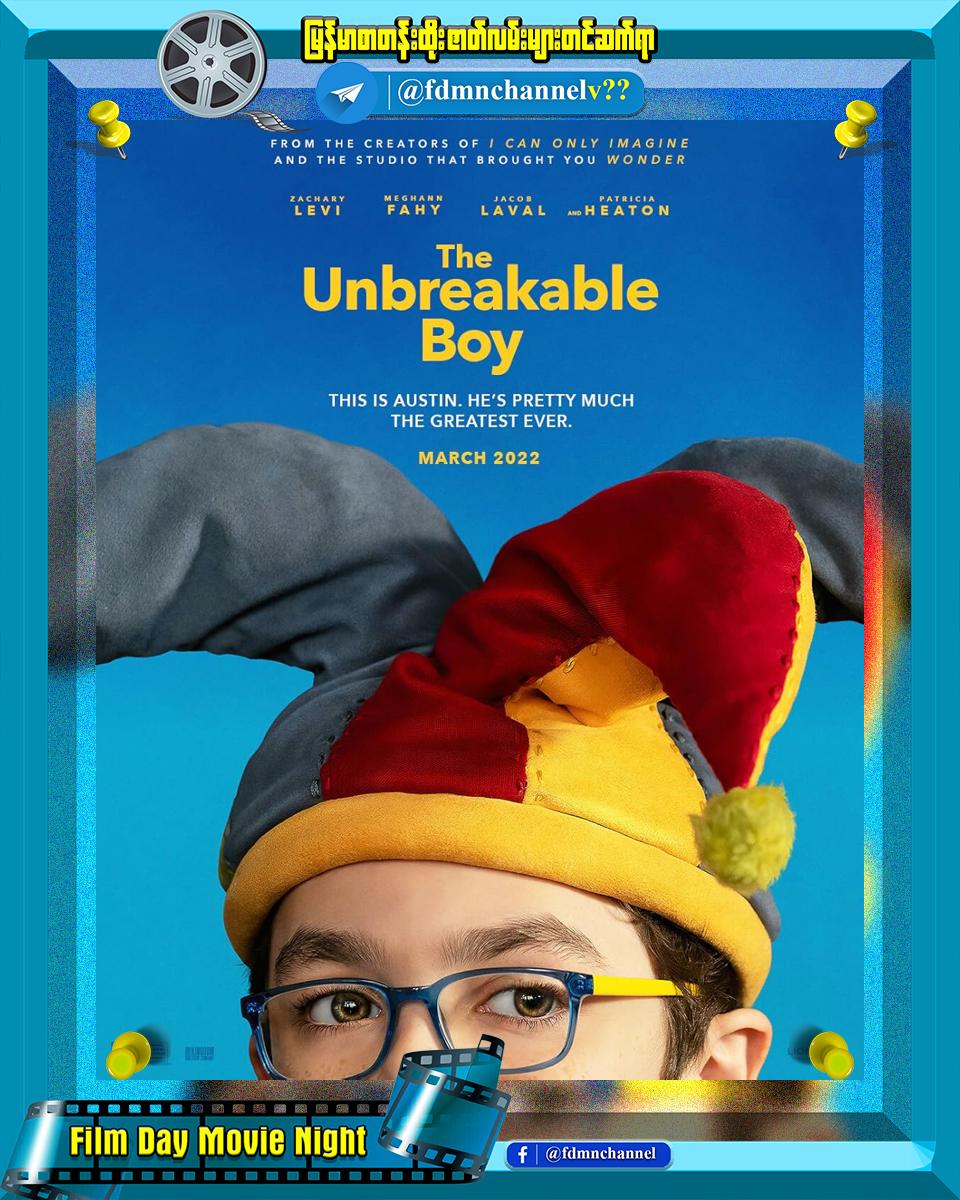 မြန်မာစာတန်းထိုးဇာတ်လမ်းများတင်ဆက်ရာ
@fdmnchannelv??
FROM THE CREATORS OF I CAN ONLY IMAGINE
AND THE STUDIO THAT BROUGHT YOU WONDER
ZACHARY LEVI MEGHANN FAHY JACOB LAVAL AND PATRICIA HEATON
The
Unbreakable
Boy
THIS IS AUSTIN. HE'S PRETTY MUCH
THE GREATEST EVER.
MARCH 2022
Film Day Movie Night
f @fdmnchannel